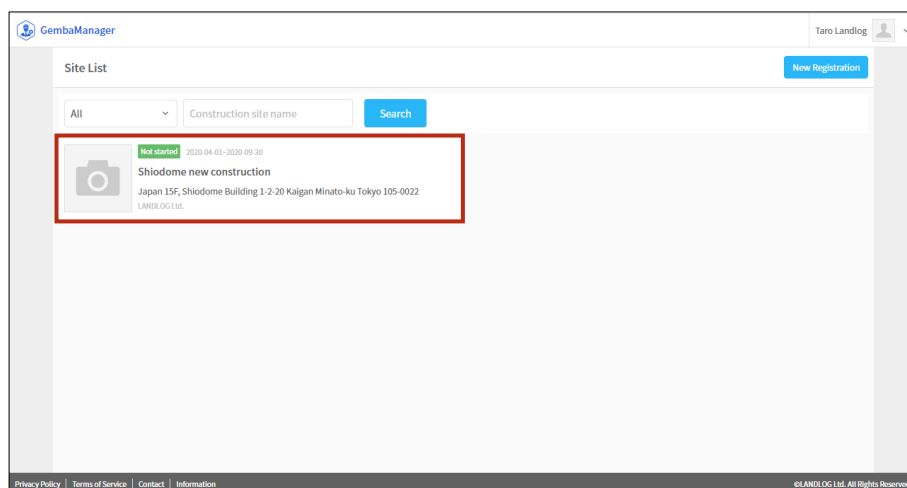 GembaManager
Taro Landlog
Site List
New Registration
All
Construction site name
Search
Not started 2020-04-01~2020-09-30
Shiodome new construction
Japan 15F, Shiodome Building 1-2-20 Kaigan Minato-ku Tokyo 105-0022
LANDLOG Ltd.
Privacy Policy | Terms of Service | Contact | Information
©LANDLOG Ltd. All Rights Reserved